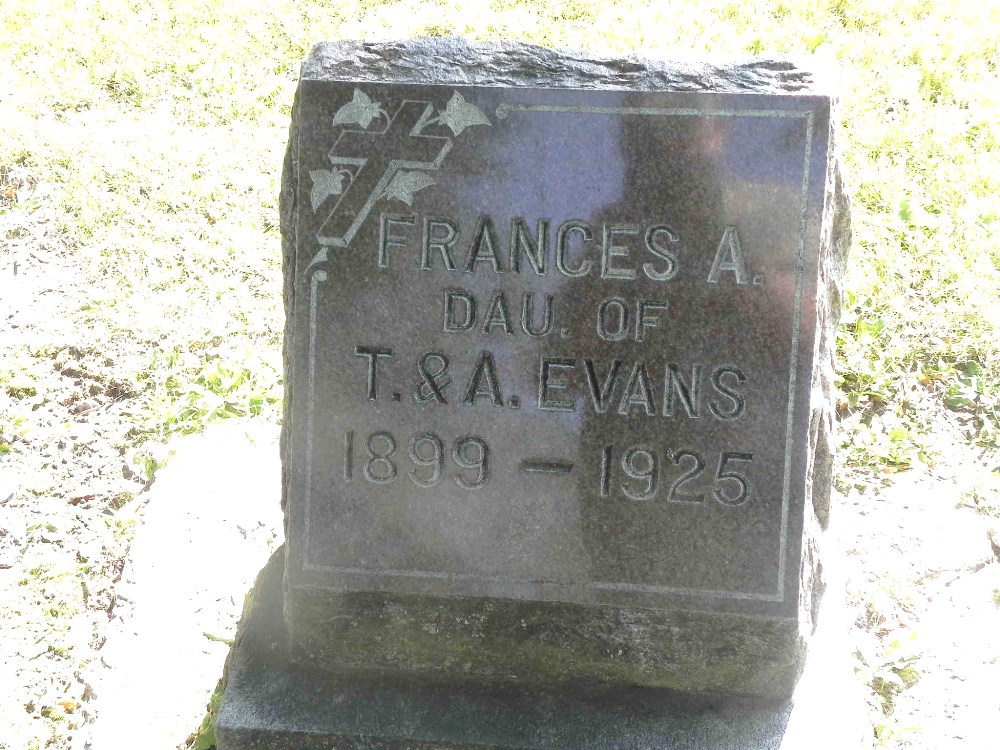 FRANCES A.
DAU. OF
T. & A. EVANS
1899 - 1925